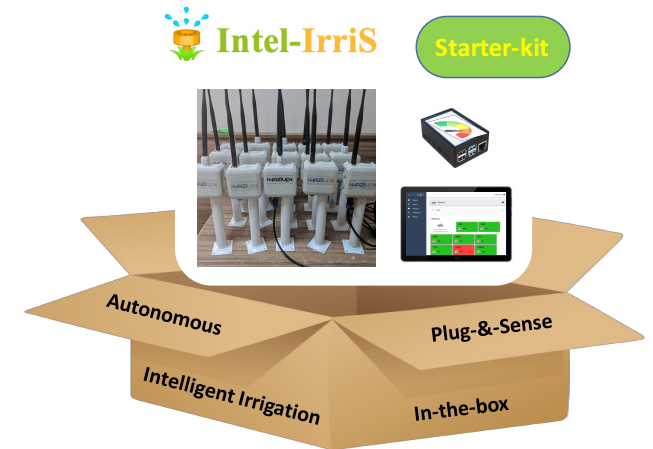 Intel-IrriS
Starter-kit
Autonomous
Plug-&-Sense
Intelligent Irrigation
In-the-box